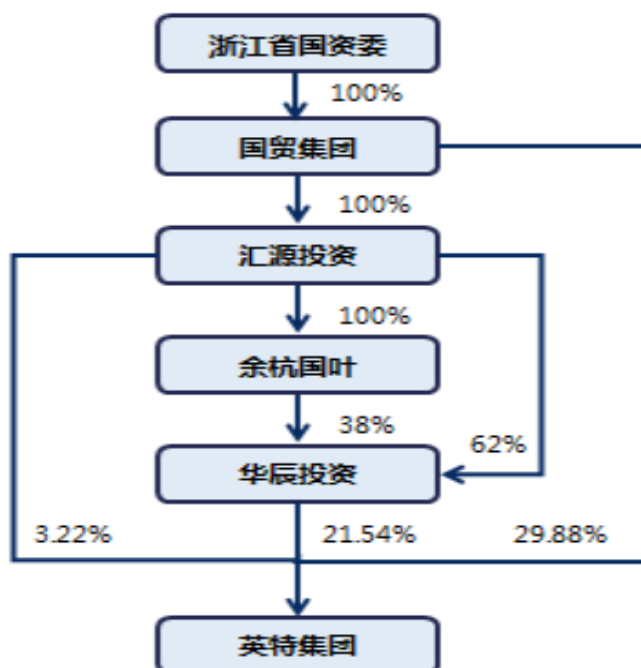 浙江省国资委
100%
国贸集团
100%
汇源投资
100%
余杭国叶
38%
62%
华辰投资
3.22%
21.54%
29.88%
英特集团